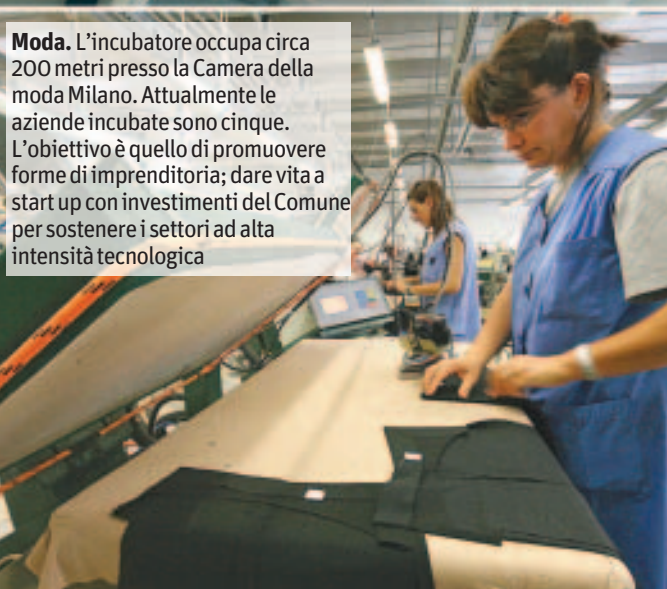 Moda. L'incubatore occupa circa
200 metri presso la Camera della
moda Milano. Attualmente le
aziende incubate sono cinque.
L'obiettivo è quello di promuovere
forme di imprenditoria; dare vita a
start up con investimenti del Comune
per sostenere i settori ad alta
intensità tecnologica